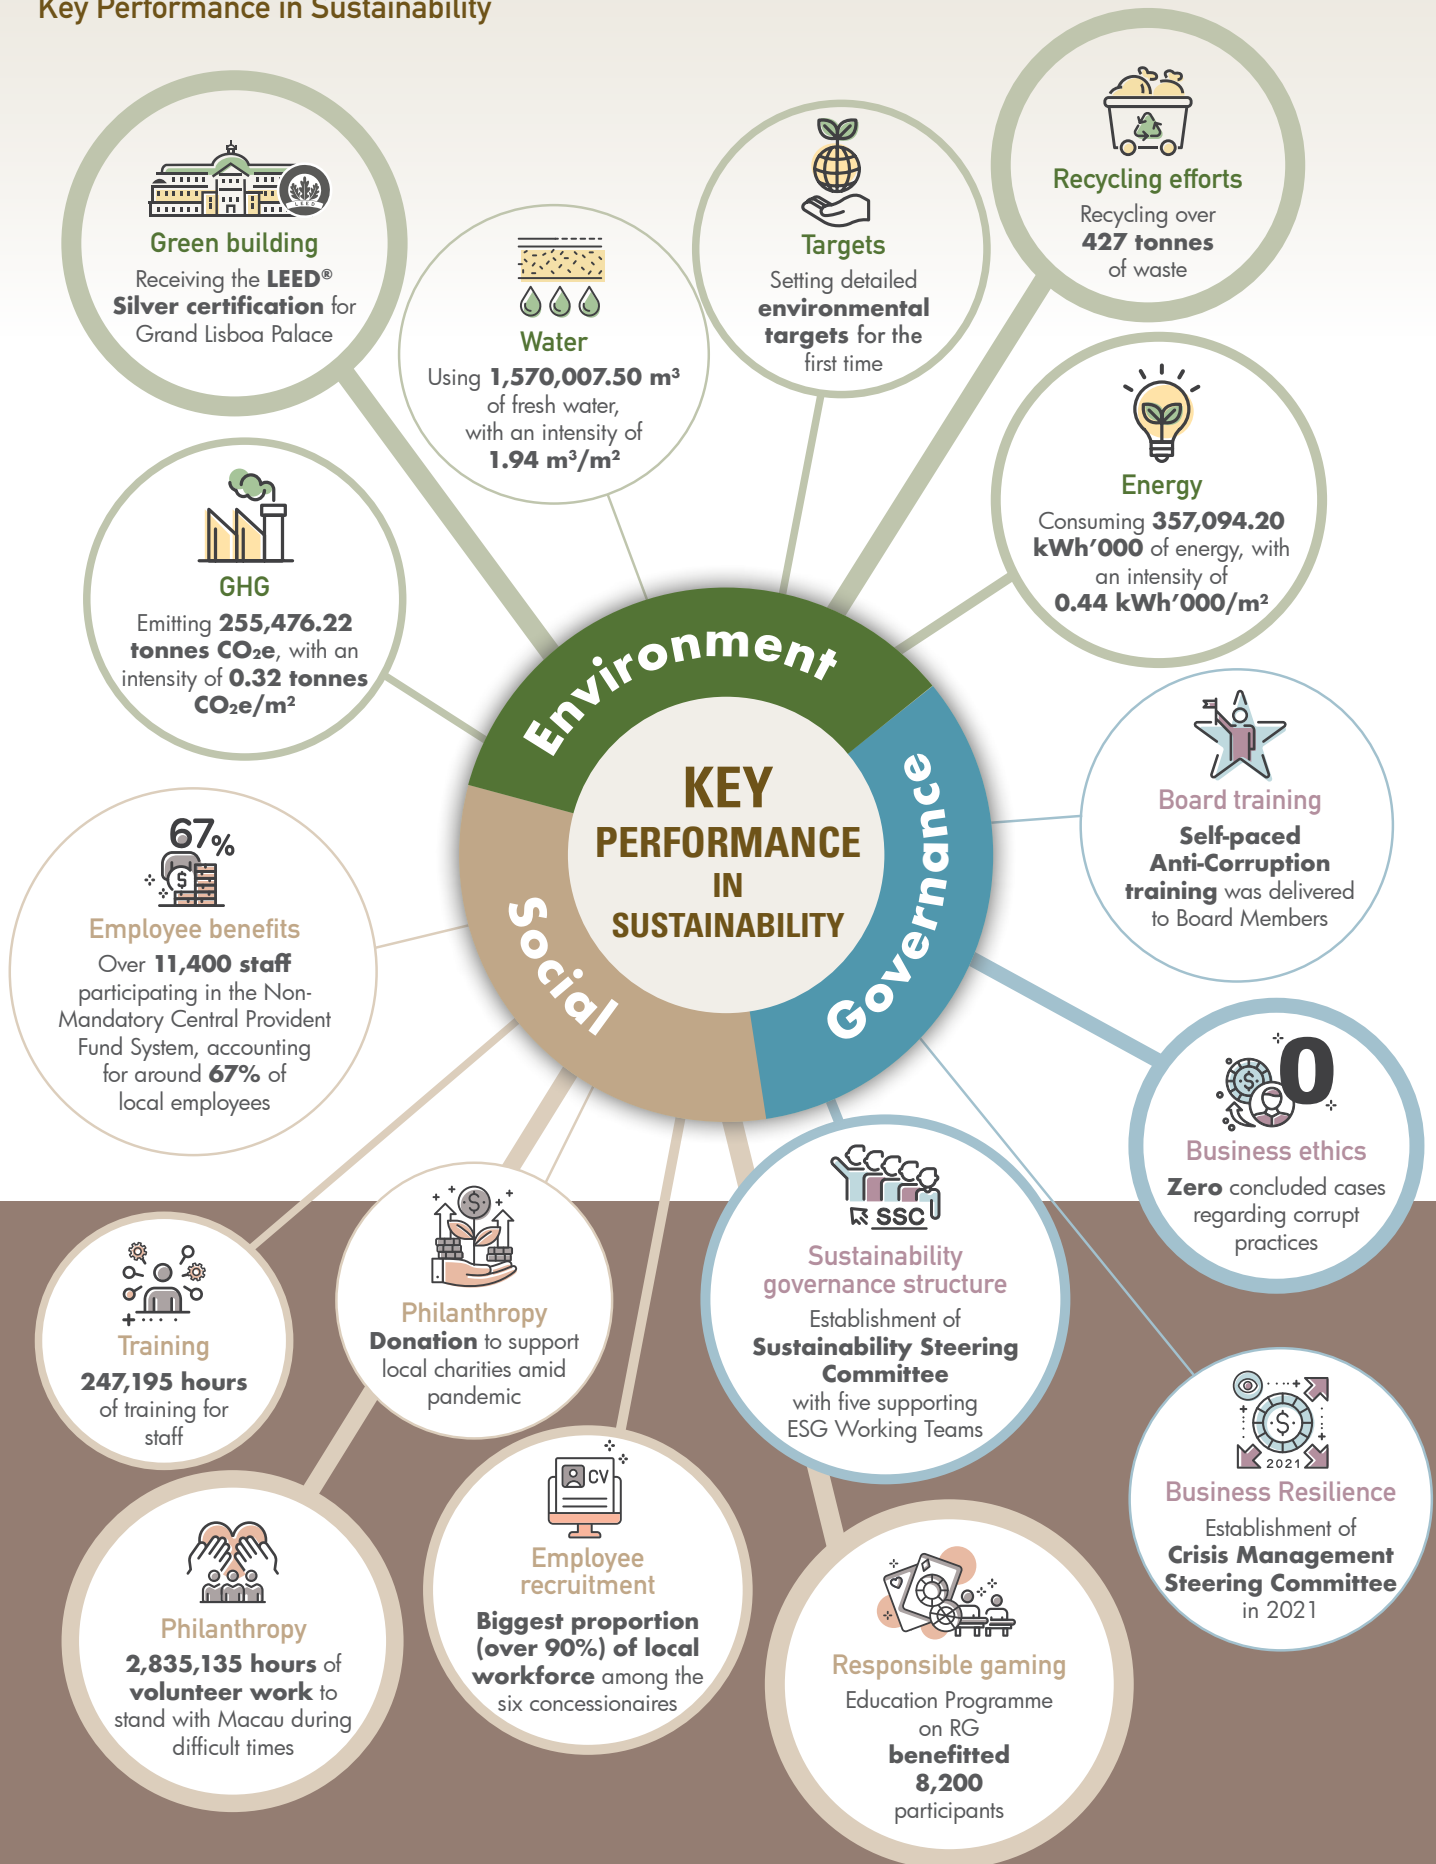 Key Performance in Sustainability
Green building
Receiving the LEED®
Silver certification for
Grand Lisboa Palace
LEED
Water
Using 1,570,007.50 m³
of fresh water,
with an intensity of
1.94 m³/m²
Targets
Setting detailed
environmental
targets for the
first time
Recycling efforts
Recycling over
427 tonnes
of waste
GHG
Emitting 255,476.22
tonnes CO₂e, with an
intensity of 0.32 tonnes
CO₂e/m²
Energy
Consuming 357,094.20
kWh’000 of energy, with
an intensity of
0.44 kWh’000/m²
Environment
Governance
Social
KEY
PERFORMANCE
IN
SUSTAINABILITY
Board training
Self-paced
Anti-Corruption
training was delivered
to Board Members
67%
Employee benefits
Over 11,400 staff
participating in the Non-
Mandatory Central Provident
Fund System, accounting
for around 67% of
local employees
0
Business ethics
Zero concluded cases
regarding corrupt
practices
Training
247,195 hours
of training for
staff
Philanthropy
Donation to support
local charities amid
pandemic
SSC
Sustainability
governance structure
Establishment of
Sustainability Steering
Committee
with five supporting
ESG Working Teams
2021
Business Resilience
Establishment of
Crisis Management
Steering Committee
in 2021
Philanthropy
2,835,135 hours of
volunteer work to
stand with Macau during
difficult times
CV
Employee
recruitment
Biggest proportion
(over 90%) of local
workforce among the
six concessionaires
Responsible gaming
Education Programme
on RG
benefitted
8,200
participants